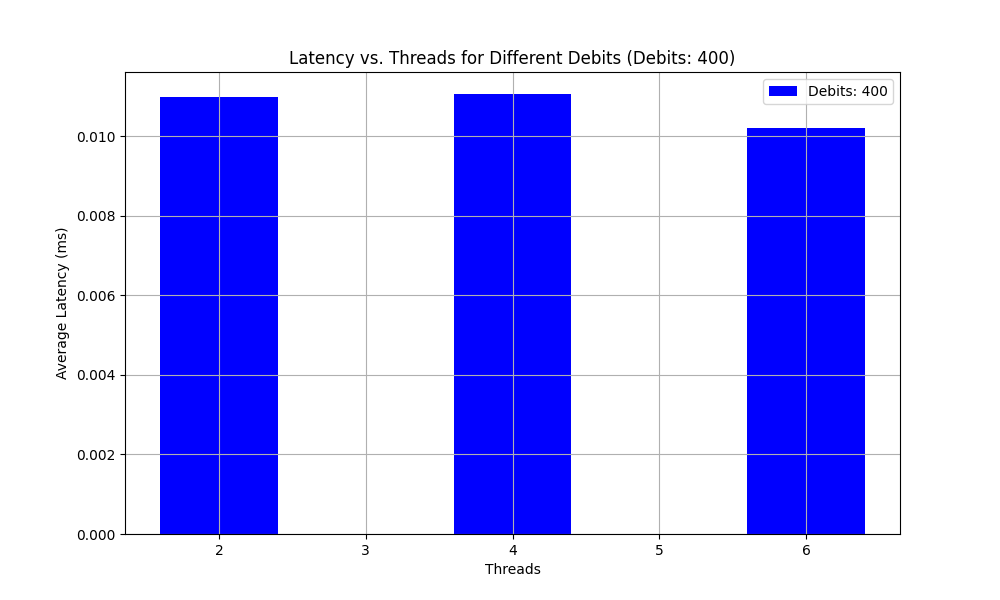 Latency vs. Threads for Different Debits (Debits: 400)
Debits: 400
Average Latency (ms)
0.010
0.008
0.006
0.004
0.002
0.000
2 3 4 5 6
Threads